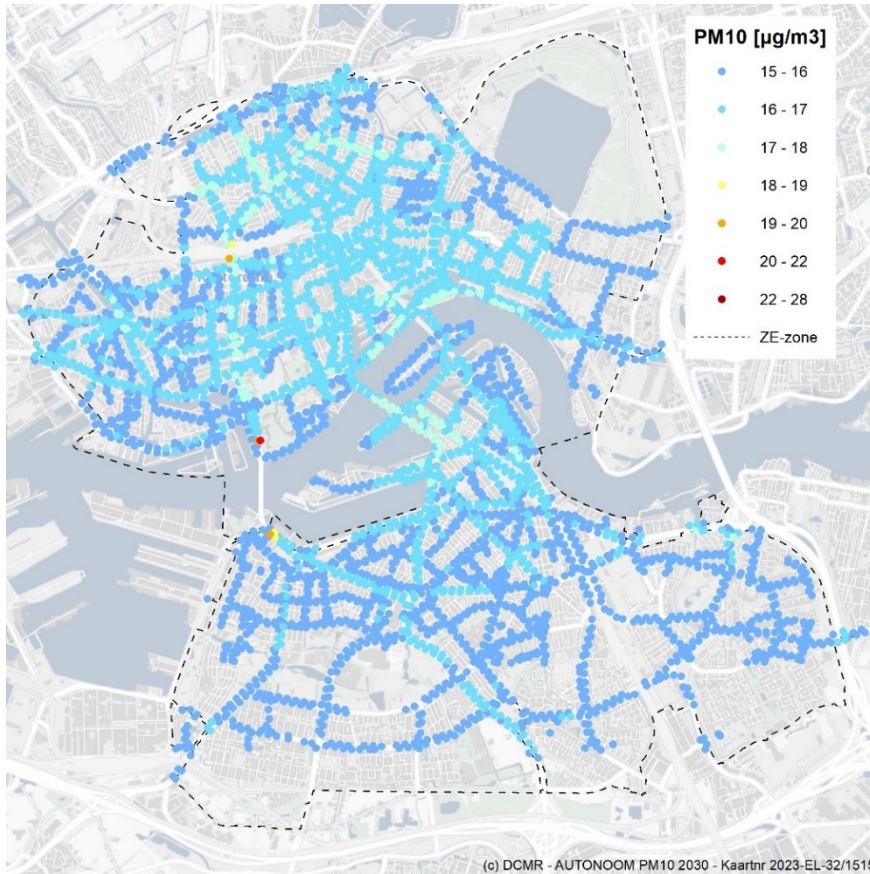 PM10 [µg/m3]
15 - 16
16 - 17
17 - 18
18 - 19
19 - 20
20 - 22
22 - 28
ZE-zone
(c) DCMR - AUTONOOM PM10 2030 - Kaartnr 2023-EL-32/1515